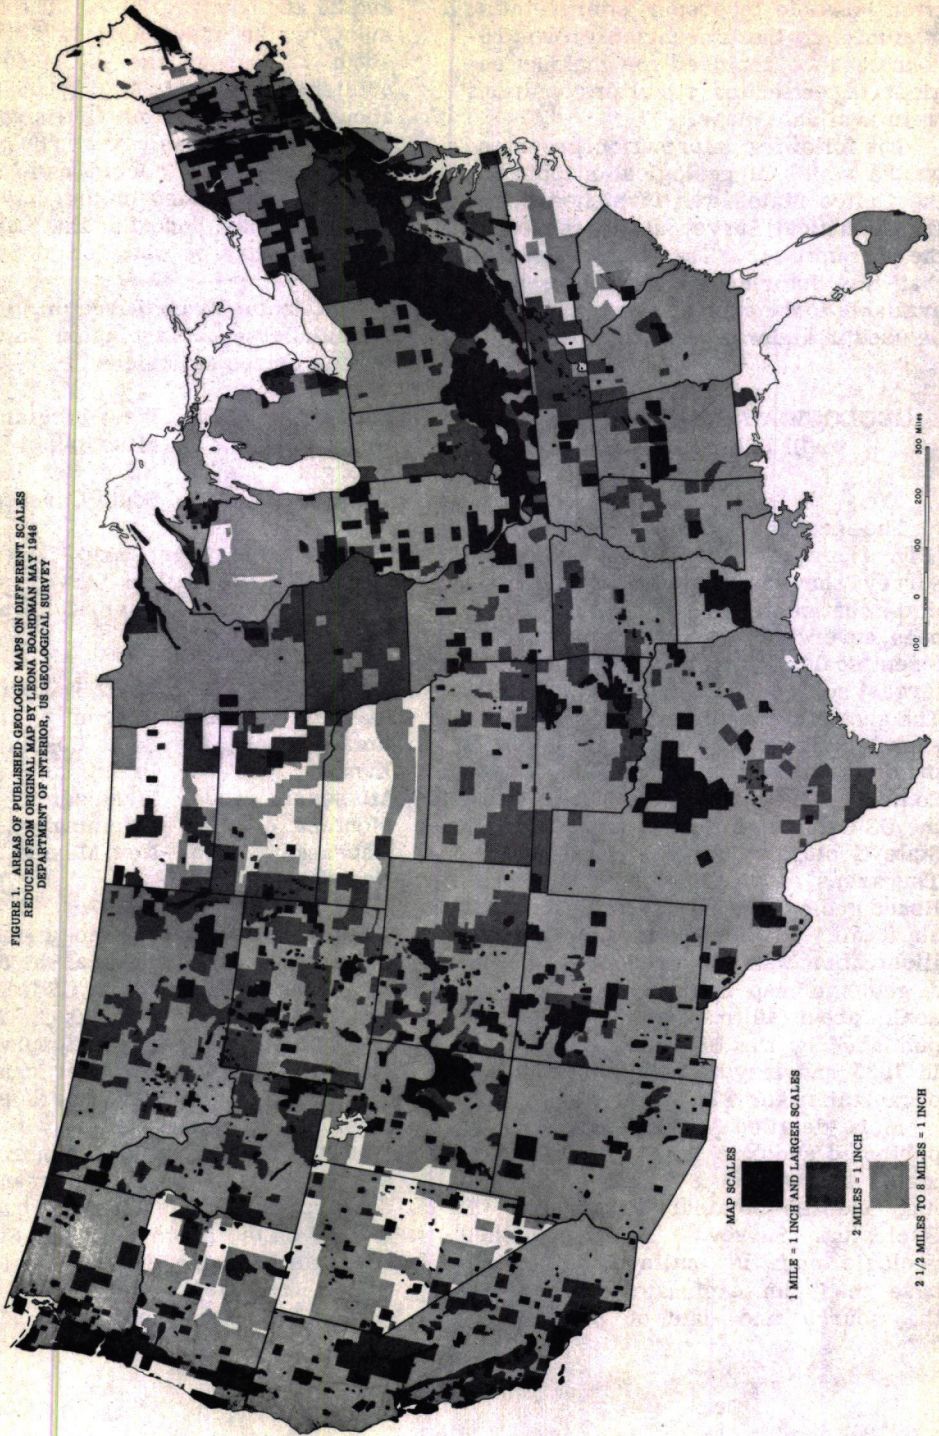 FIGURE 1. AREAS OF PUBLISHED GEOLOGIC MAPS ON DIFFERENT SCALES
REDUCED FROM ORIGINAL MAP BY LEONA BOARDMAN MAY 1948
DEPARTMENT OF INTERIOR, US GEOLOGICAL SURVEY
MAP SCALES
1 MILE = 1 INCH AND LARGER SCALES
2 MILES = 1 INCH
2 1/2 MILES TO 8 MILES = 1 INCH
100 0 100 200 300 Miles